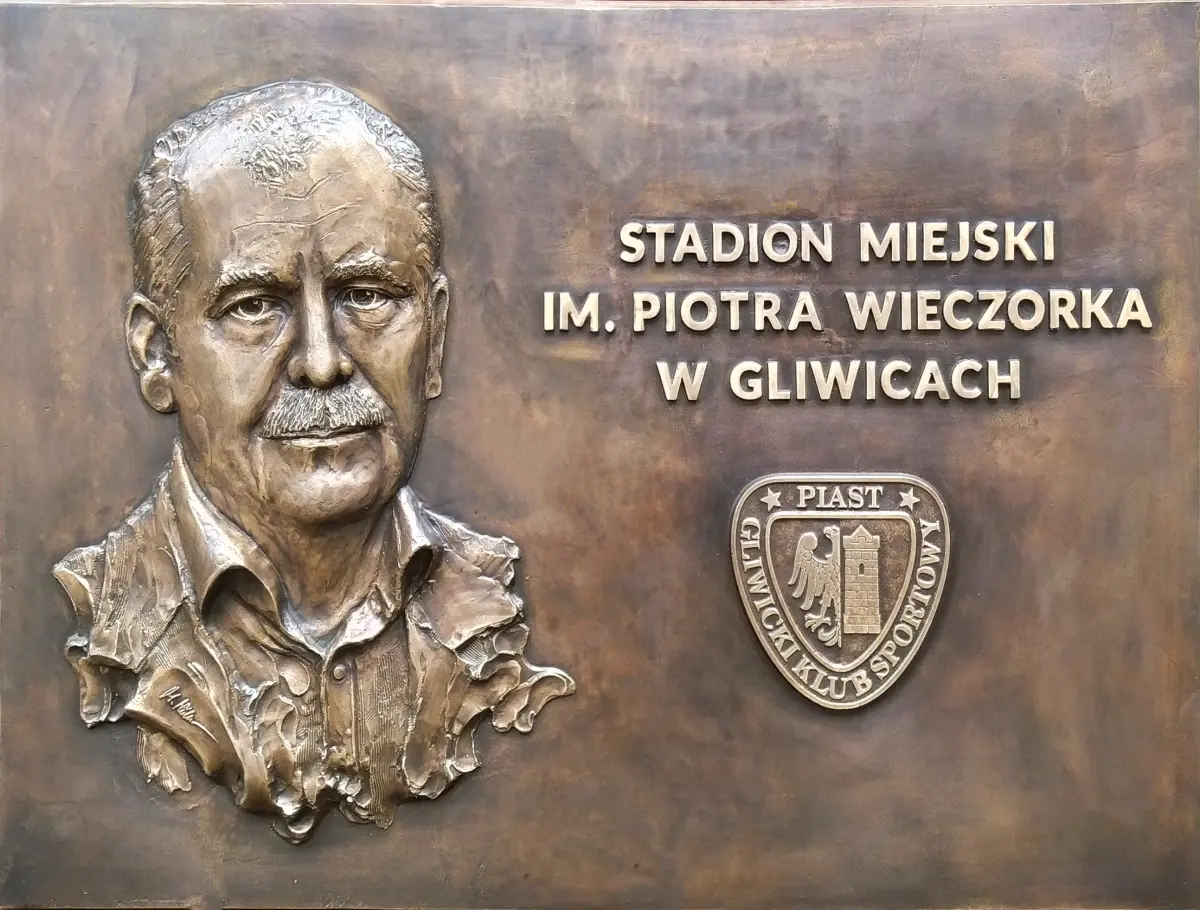 STADION MIEJSKI
IM. PIOTRA WIECZORKA
W GLIWICACH
PIAST
GLIWICKI KLUB SPORTOWY